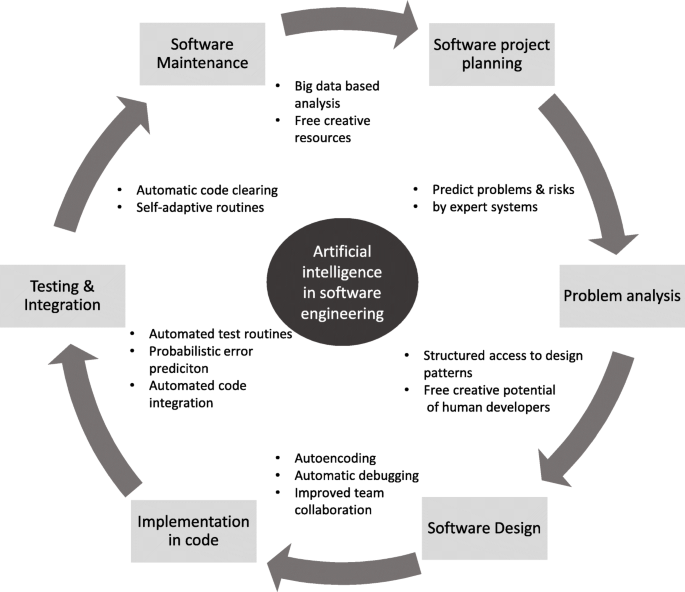 Software
Maintenance
Software project
planning
• Big data based
analysis
• Free creative
resources
• Automatic code clearing
• Self-adaptive routines
• Predict problems & risks
• by expert systems
Artificial
intelligence
in software
engineering
Testing &
Integration
Problem analysis
• Automated test routines
• Probabilistic error
prediciton
• Automated code
integration
• Structured access to design
patterns
• Free creative potential
of human developers
• Autoencoding
• Automatic debugging
• Improved team
collaboration
Implementation
in code
Software Design